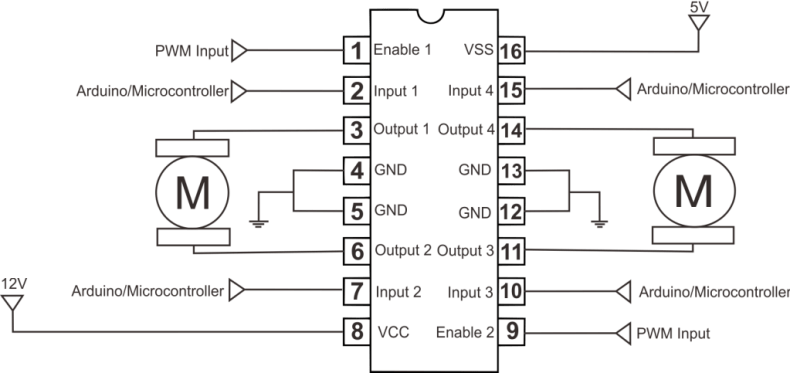 5V
PWM Input 1 Enable 1 VSS 16
Arduino/Microcontroller 2 Input 1 Input 4 15 Arduino/Microcontroller
3 Output 1 Output 4 14
4 GND GND 13
M M
5 GND GND 12
6 Output 2 Output 3 11
12V
Arduino/Microcontroller 7 Input 2 Input 3 10 Arduino/Microcontroller
8 VCC Enable 2 9 PWM Input